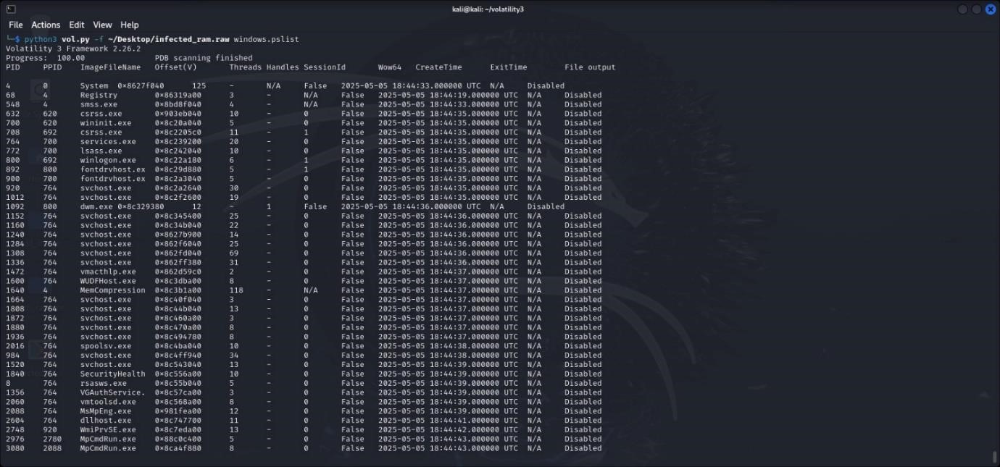 kali@kali: ~/volatility3
File Actions Edit View Help
└─$ python3 vol.py -f ~/Desktop/infected_ram.raw windows.pslist
Volatility 3 Framework 2.26.2
Progress: 100.00 PDB scanning finished
PID PPID ImageFileName Offset(V) Threads Handles SessionId Wow64 CreateTime ExitTime File output
4 0 System 0×8627f040 125 - N/A False 2025-05-05 18:44:33.000000 UTC N/A Disabled
68 4 Registry 0×86319a00 3 - N/A False 2025-05-05 18:44:19.000000 UTC N/A Disabled
548 4 smss.exe 0×8bd8f040 4 - N/A False 2025-05-05 18:44:33.000000 UTC N/A Disabled
632 620 csrss.exe 0×903eb040 10 - 0 False 2025-05-05 18:44:35.000000 UTC N/A Disabled
700 620 wininit.exe 0×8c20a040 5 - 0 False 2025-05-05 18:44:35.000000 UTC N/A Disabled
708 692 csrss.exe 0×8c2205c0 11 - 1 False 2025-05-05 18:44:35.000000 UTC N/A Disabled
764 700 services.exe 0×8c239200 20 - 0 False 2025-05-05 18:44:35.000000 UTC N/A Disabled
772 700 lsass.exe 0×8c242040 10 - 0 False 2025-05-05 18:44:35.000000 UTC N/A Disabled
800 692 winlogon.exe 0×8c22a180 6 - 1 False 2025-05-05 18:44:35.000000 UTC N/A Disabled
892 800 fontdrvhost.ex 0×8c29d880 5 - 1 False 2025-05-05 18:44:35.000000 UTC N/A Disabled
900 700 fontdrvhost.ex 0×8c2a3040 5 - 0 False 2025-05-05 18:44:35.000000 UTC N/A Disabled
920 764 svchost.exe 0×8c2a2640 30 - 0 False 2025-05-05 18:44:35.000000 UTC N/A Disabled
1012 764 svchost.exe 0×8c2f2600 19 - 0 False 2025-05-05 18:44:35.000000 UTC N/A Disabled
1092 800 dwm.exe 0×8c329380 12 - 1 False 2025-05-05 18:44:36.000000 UTC N/A Disabled
1152 764 svchost.exe 0×8c345400 25 - 0 False 2025-05-05 18:44:36.000000 UTC N/A Disabled
1160 764 svchost.exe 0×8c34b040 22 - 0 False 2025-05-05 18:44:36.000000 UTC N/A Disabled
1240 764 svchost.exe 0×8627b900 14 - 0 False 2025-05-05 18:44:36.000000 UTC N/A Disabled
1284 764 svchost.exe 0×862f6040 25 - 0 False 2025-05-05 18:44:36.000000 UTC N/A Disabled
1308 764 svchost.exe 0×862fd040 69 - 0 False 2025-05-05 18:44:36.000000 UTC N/A Disabled
1336 764 svchost.exe 0×862ff380 31 - 0 False 2025-05-05 18:44:36.000000 UTC N/A Disabled
1472 764 vmacthlp.exe 0×862d59c0 2 - 0 False 2025-05-05 18:44:37.000000 UTC N/A Disabled
1600 764 WUDFHost.exe 0×8c3dba00 8 - 0 False 2025-05-05 18:44:37.000000 UTC N/A Disabled
1640 4 MemCompression 0×8c3b1a00 118 - N/A False 2025-05-05 18:44:37.000000 UTC N/A Disabled
1664 764 svchost.exe 0×8c40f040 3 - 0 False 2025-05-05 18:44:37.000000 UTC N/A Disabled
1808 764 svchost.exe 0×8c44b040 13 - 0 False 2025-05-05 18:44:37.000000 UTC N/A Disabled
1872 764 svchost.exe 0×8c460a00 3 - 0 False 2025-05-05 18:44:37.000000 UTC N/A Disabled
1880 764 svchost.exe 0×8c470a00 8 - 0 False 2025-05-05 18:44:37.000000 UTC N/A Disabled
1936 764 svchost.exe 0×8c494780 8 - 0 False 2025-05-05 18:44:37.000000 UTC N/A Disabled
2016 764 spoolsv.exe 0×8c4ba040 10 - 0 False 2025-05-05 18:44:38.000000 UTC N/A Disabled
984 764 svchost.exe 0×8c4ff940 34 - 0 False 2025-05-05 18:44:38.000000 UTC N/A Disabled
1520 764 svchost.exe 0×8c543040 13 - 0 False 2025-05-05 18:44:39.000000 UTC N/A Disabled
1840 764 SecurityHealth 0×8c556a00 10 - 0 False 2025-05-05 18:44:39.000000 UTC N/A Disabled
8 764 rsasws.exe 0×8c55b040 5 - 0 False 2025-05-05 18:44:39.000000 UTC N/A Disabled
1356 764 VGAuthService. 0×8c57ca00 3 - 0 False 2025-05-05 18:44:39.000000 UTC N/A Disabled
2060 764 vmtoolsd.exe 0×8c568a00 8 - 0 False 2025-05-05 18:44:39.000000 UTC N/A Disabled
2088 764 MsMpEng.exe 0×981fea00 12 - 0 False 2025-05-05 18:44:39.000000 UTC N/A Disabled
2604 764 dllhost.exe 0×8c747700 11 - 0 False 2025-05-05 18:44:41.000000 UTC N/A Disabled
2748 920 WmiPrvSE.exe 0×8c7eda00 13 - 0 False 2025-05-05 18:44:42.000000 UTC N/A Disabled
2976 2780 MpCmdRun.exe 0×88c0c400 5 - 0 False 2025-05-05 18:44:43.000000 UTC N/A Disabled
3080 2088 MpCmdRun.exe 0×8ca4f880 8 - 0 False 2025-05-05 18:44:43.000000 UTC N/A Disabled